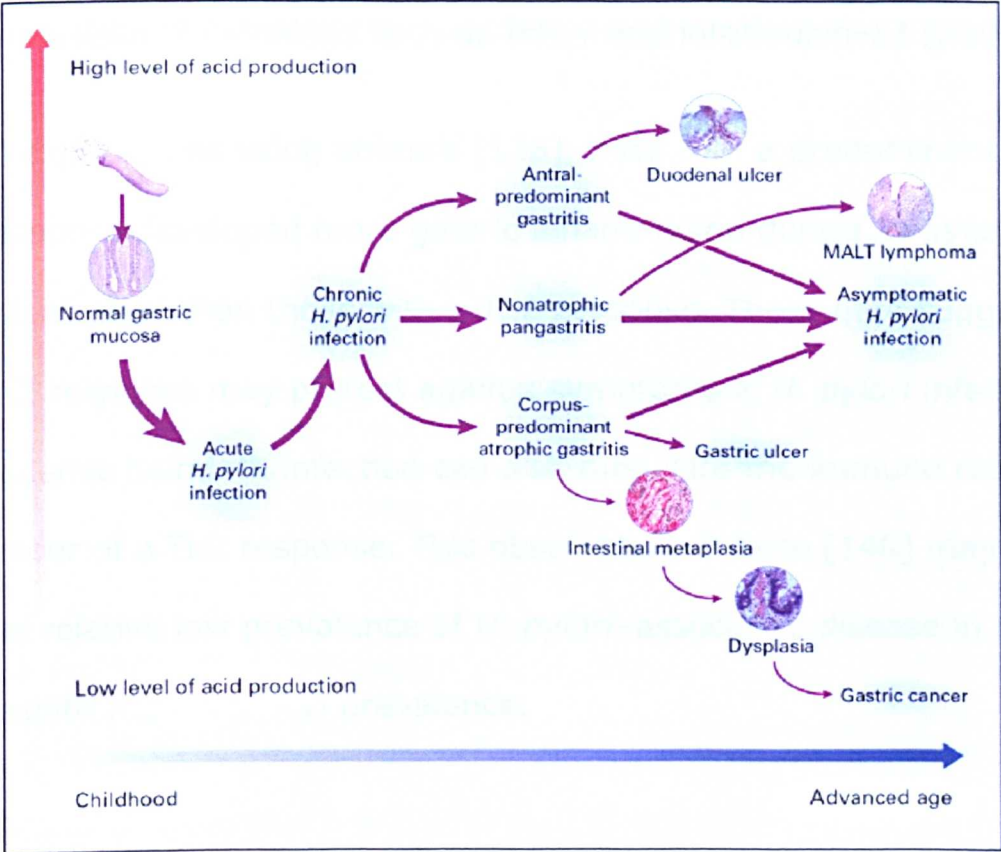 High level of acid production
Duodenal ulcer
Antral-
predominant
gastritis
MALT lymphoma
Normal gastric
mucosa
Chronic
H. pylori
infection
Nonatrophic
pangastritis
Asymptomatic
H. pylori
infection
Acute
H. pylori
infection
Corpus-
predominant
atrophic gastritis
Gastric ulcer
Intestinal metaplasia
Dysplasia
Gastric cancer
Low level of acid production
Childhood
Advanced age